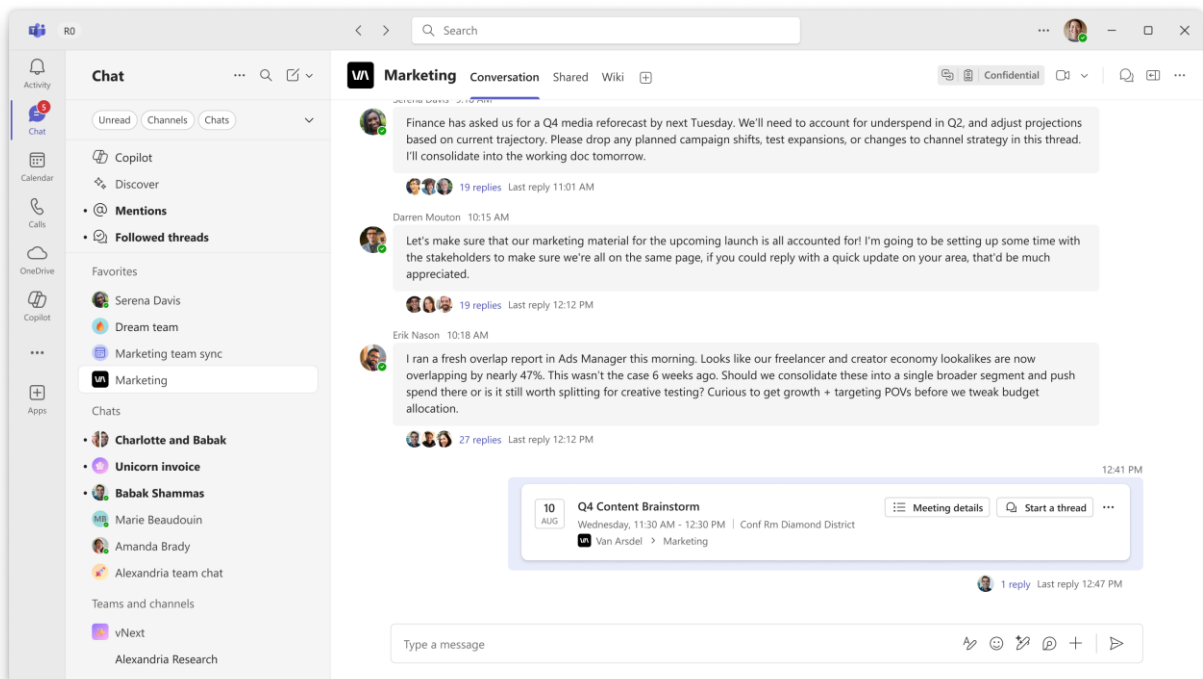 R0
Search
Activity
5
Chat
Calendar
Calls
OneDrive
Copilot
Apps
Chat
Unread
Channels
Chats
Copilot
Discover
Mentions
Followed threads
Favorites
Serena Davis
Dream team
Marketing team sync
Marketing
Chats
Charlotte and Babak
Unicorn invoice
Babak Shammas
MB Marie Beaudouin
Amanda Brady
Alexandria team chat
Teams and channels
vNext
Alexandria Research
Marketing Conversation Shared Wiki
Confidential
Serena Davis 9:18 AM
Finance has asked us for a Q4 media reforecast by next Tuesday. We'll need to account for underspend in Q2, and adjust projections
based on current trajectory. Please drop any planned campaign shifts, test expansions, or changes to channel strategy in this thread.
I'll consolidate into the working doc tomorrow.
19 replies Last reply 11:01 AM
Darren Mouton 10:15 AM
Let's make sure that our marketing material for the upcoming launch is all accounted for! I'm going to be setting up some time with
the stakeholders to make sure we're all on the same page, if you could reply with a quick update on your area, that'd be much
appreciated.
19 replies Last reply 12:12 PM
Erik Nason 10:18 AM
I ran a fresh overlap report in Ads Manager this morning. Looks like our freelancer and creator economy lookalikes are now
overlapping by nearly 47%. This wasn't the case 6 weeks ago. Should we consolidate these into a single broader segment and push
spend there or is it still worth splitting for creative testing? Curious to get growth + targeting POVs before we tweak budget
allocation.
27 replies Last reply 12:12 PM
12:41 PM
10
AUG
Q4 Content Brainstorm
Wednesday, 11:30 AM - 12:30 PM | Conf Rm Diamond District
Van Arsdel > Marketing
Meeting details
Start a thread
1 reply Last reply 12:47 PM
Type a message